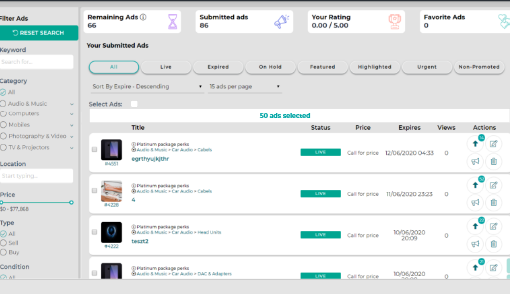 Filter Ads
RESET SEARCH
Keyword
Search for...
Category
All
Audio & Music
Computers
Mobiles
Photography & Video
TV & Projectors
Location
Start typing...
Price
$0 - $77,868
Type
All
Sell
Buy
Condition
All
Remaining Ads
66
Submitted ads
86
Your Rating
0.00 / 5.00
Favorite Ads
0
Your Submitted Ads
All
Live
Expired
On Hold
Featured
Highlighted
Urgent
Non-Promoted
Sort By Expire - Descending
15 ads per page
Select Ads:
50 ads selected
Title Status Price Expires Views Actions
Platinum package perks
Audio & Music > Car Audio > Cabels
egrthyujkjthr
LIVE Call for price 12/06/2020 04:33 0
Platinum package perks
Audio & Music > Car Audio > Cabels
4
#4228
LIVE Call for price 11/06/2020 23:23 0
Platinum package perks
Audio & Music > Car Audio > Head Units
teszt2
#4222
LIVE Call for price 10/06/2020 20:09 0
Platinum package perks
Audio & Music > Car Audio > DAC & Adapters
LIVE Call for price 10/06/2020 20:00 0